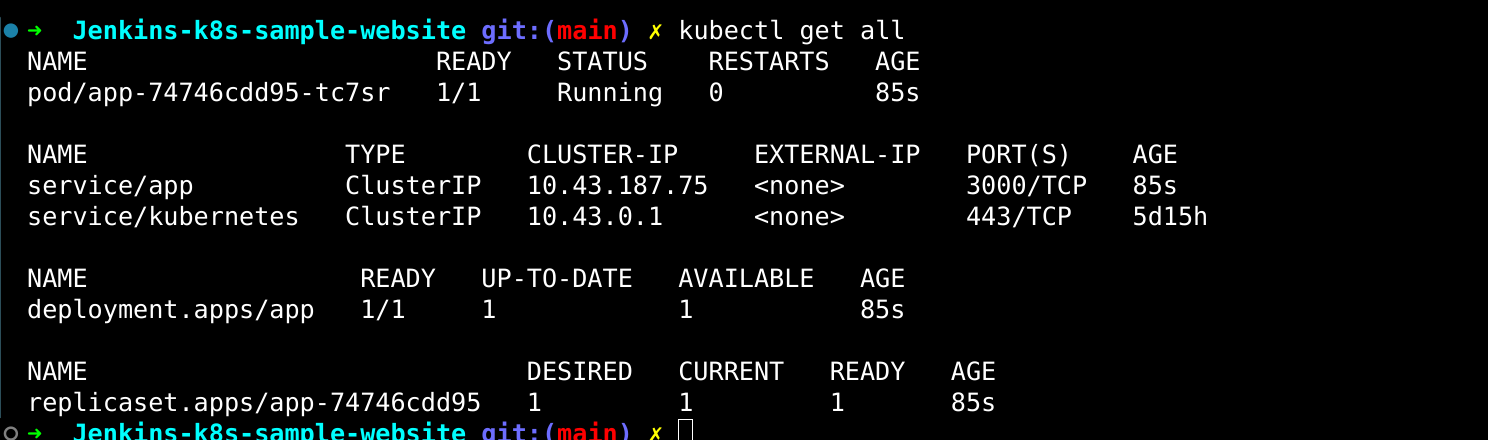 ➜ Jenkins-k8s-sample-website git:(main) ✗ kubectl get all
NAME                       READY   STATUS    RESTARTS   AGE
pod/app-74746cdd95-tc7sr   1/1     Running   0          85s

NAME                 TYPE        CLUSTER-IP     EXTERNAL-IP   PORT(S)    AGE
service/app          ClusterIP   10.43.187.75   <none>        3000/TCP   85s
service/kubernetes   ClusterIP   10.43.0.1      <none>        443/TCP    5d15h

NAME                  READY   UP-TO-DATE   AVAILABLE   AGE
deployment.apps/app   1/1     1            1           85s

NAME                             DESIRED   CURRENT   READY   AGE
replicaset.apps/app-74746cdd95   1         1         1       85s
➜ Jenkins-k8s-sample-website git:(main) ✗